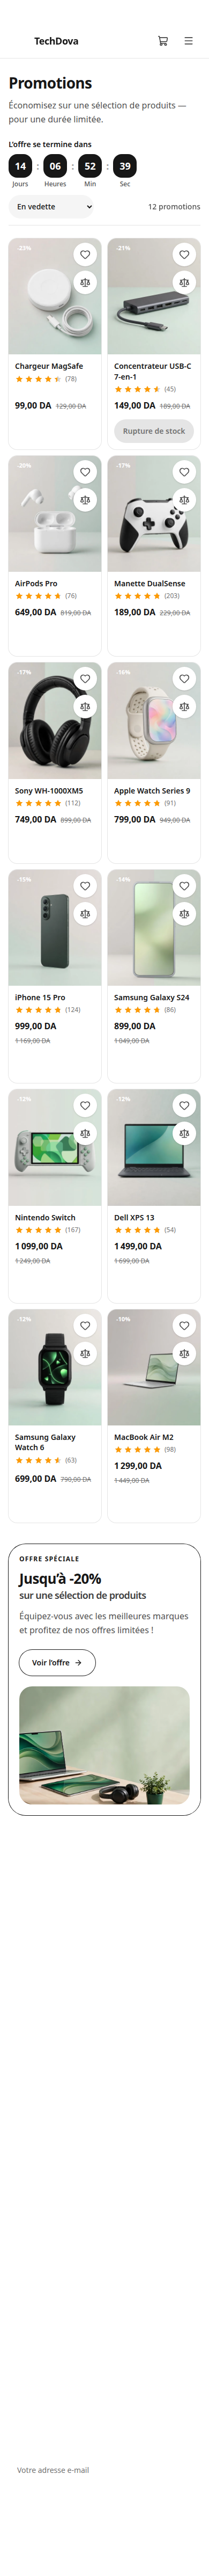 TechDova
Promotions
Économisez sur une sélection de produits —
pour une durée limitée.
L'offre se termine dans
14 : 06 : 52 : 39
Jours Heures Min Sec
En vedette
12 promotions
-23%
Chargeur MagSafe
(78)
99,00 DA 129,00 DA
-21%
Concentrateur USB-C
7-en-1
(45)
149,00 DA 189,00 DA
Rupture de stock
-20%
AirPods Pro
(76)
649,00 DA 819,00 DA
-17%
Manette DualSense
(203)
189,00 DA 229,00 DA
-17%
Sony WH-1000XM5
(112)
749,00 DA 899,00 DA
-16%
Apple Watch Series 9
(91)
799,00 DA 949,00 DA
-15%
iPhone 15 Pro
(124)
999,00 DA
1 169,00 DA
-14%
Samsung Galaxy S24
(86)
899,00 DA
1 049,00 DA
-12%
Nintendo Switch
(167)
1 099,00 DA
1 249,00 DA
-12%
Dell XPS 13
(54)
1 499,00 DA
1 699,00 DA
-12%
Samsung Galaxy
Watch 6
(63)
699,00 DA 790,00 DA
-10%
MacBook Air M2
(98)
1 299,00 DA
1 449,00 DA
OFFRE SPÉCIALE
Jusqu'à -20%
sur une sélection de produits
Équipez-vous avec les meilleures marques
et profitez de nos offres limitées !
Voir l'offre
Votre adresse e-mail